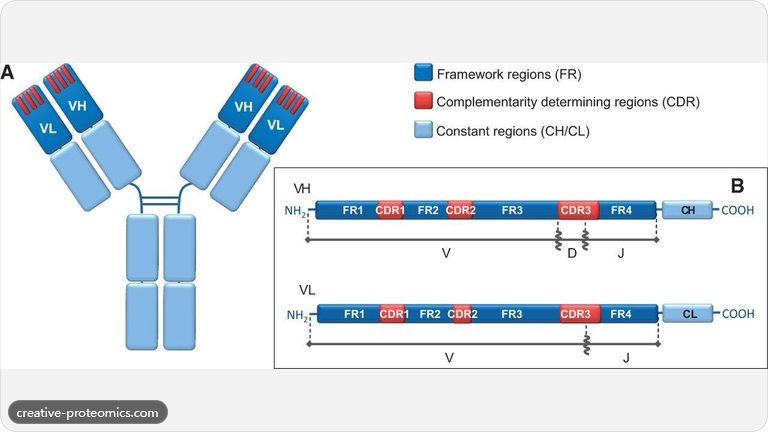 A
VH
VL
VH
VL
Framework regions (FR)
Complementarity determining regions (CDR)
Constant regions (CH/CL)
B
VH
NH2 FR1 CDR1 FR2 CDR2 FR3 CDR3 FR4 CH COOH
V D J
VL
NH2 FR1 CDR1 FR2 CDR2 FR3 CDR3 FR4 CL COOH
V J
creative-proteomics.com